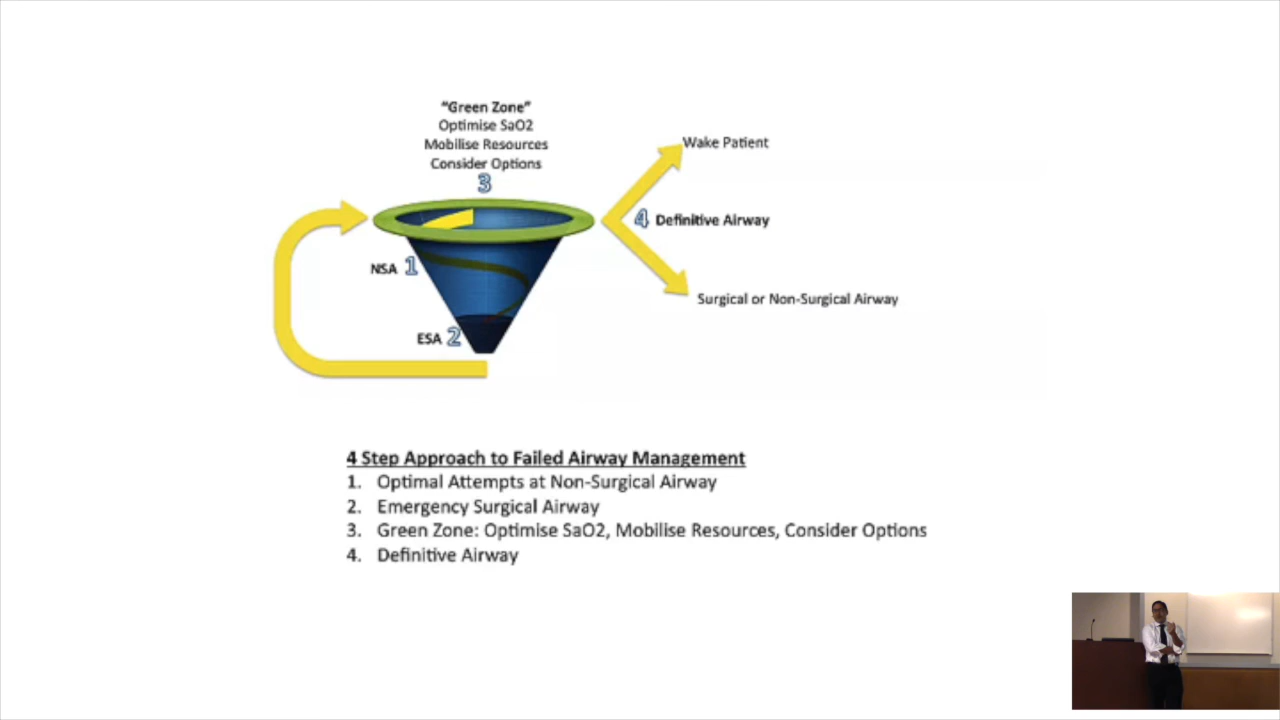 “Green Zone”
Optimise SaO2
Mobilise Resources
Consider Options
3
Wake Patient
4 Definitive Airway
NSA 1
Surgical or Non-Surgical Airway
ESA 2
4 Step Approach to Failed Airway Management
1. Optimal Attempts at Non-Surgical Airway
2. Emergency Surgical Airway
3. Green Zone: Optimise SaO2, Mobilise Resources, Consider Options
4. Definitive Airway